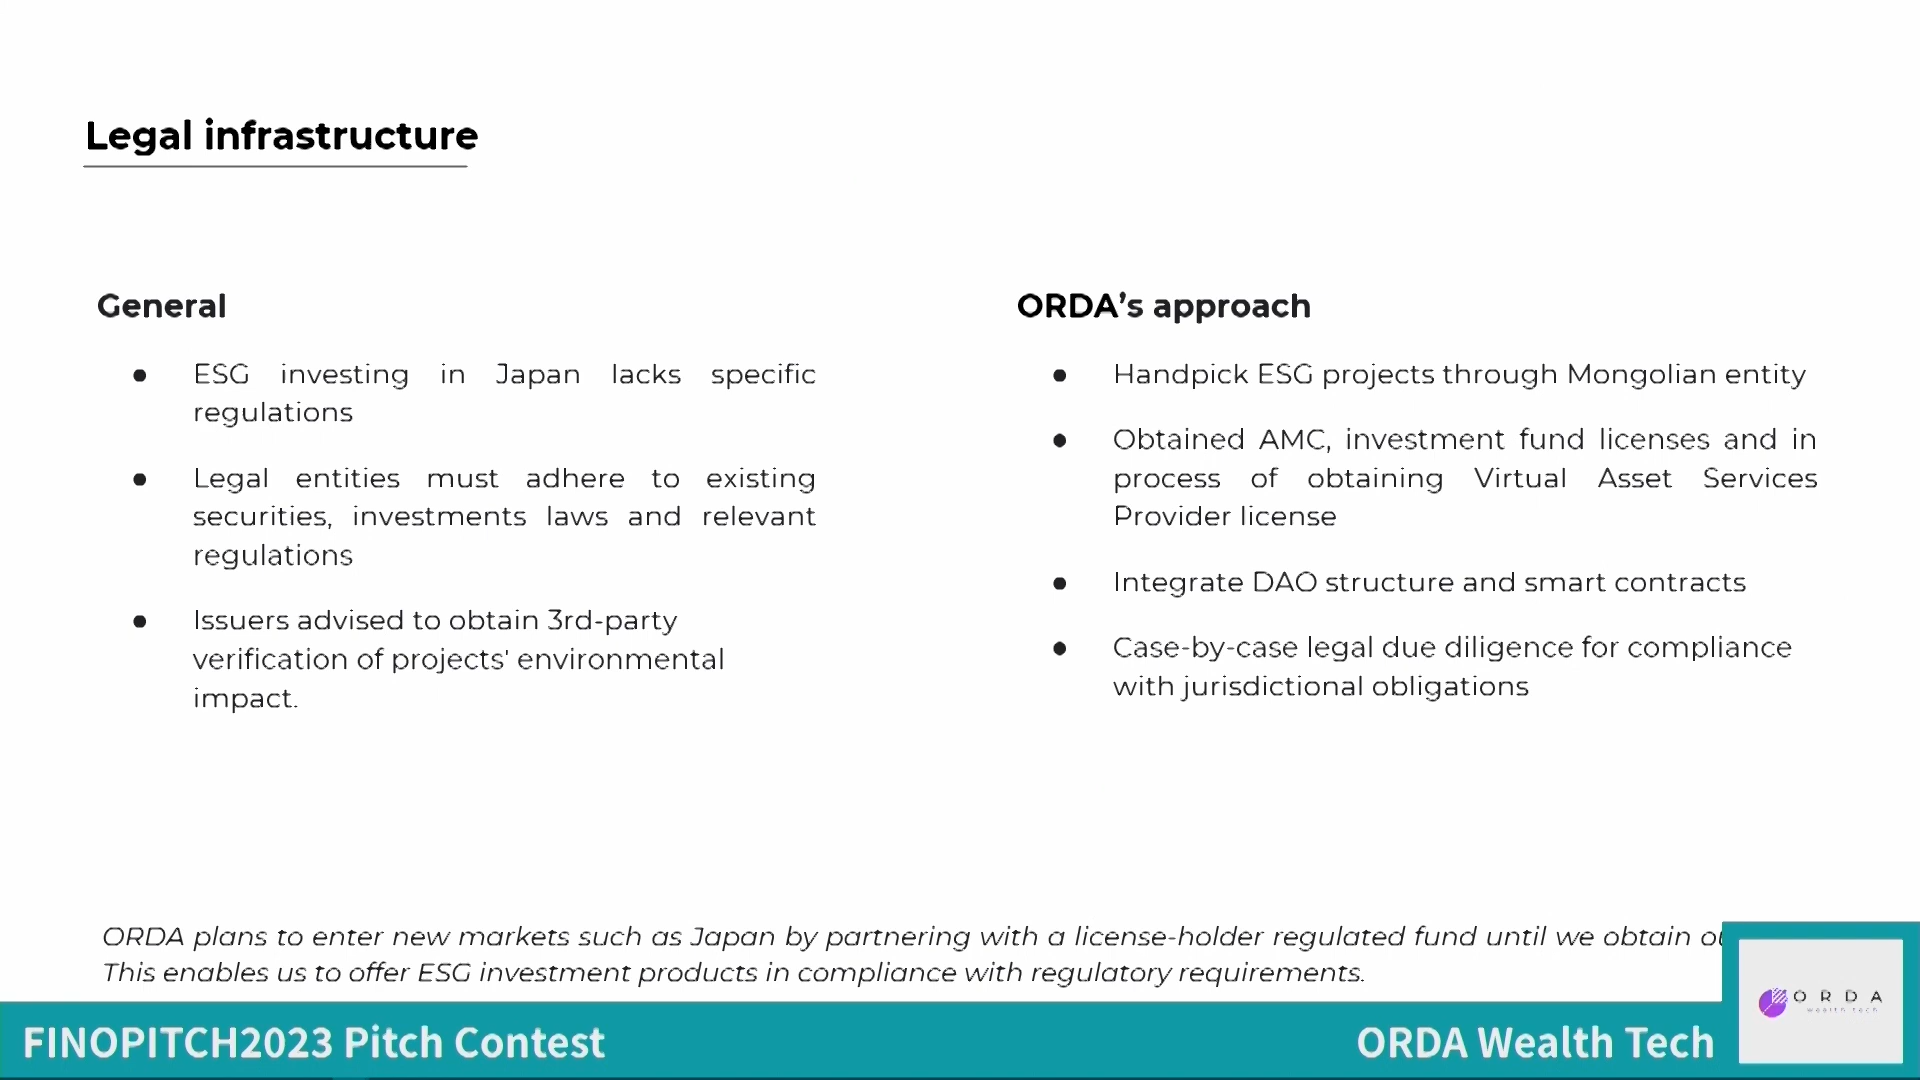 Legal infrastructure
General
ESG investing in Japan lacks specific
regulations
Legal entities must adhere to existing
securities, investments laws and relevant
regulations
Issuers advised to obtain 3rd-party
verification of projects' environmental
impact.
ORDA’s approach
Handpick ESG projects through Mongolian entity
Obtained AMC, investment fund licenses and in
process of obtaining Virtual Asset Services
Provider license
Integrate DAO structure and smart contracts
Case-by-case legal due diligence for compliance
with jurisdictional obligations
ORDA plans to enter new markets such as Japan by partnering with a license-holder regulated fund until we obtain
This enables us to offer ESG investment products in compliance with regulatory requirements.
FINOPITCH2023 Pitch Contest
ORDA Wealth Tech
ORDA
wealth tech